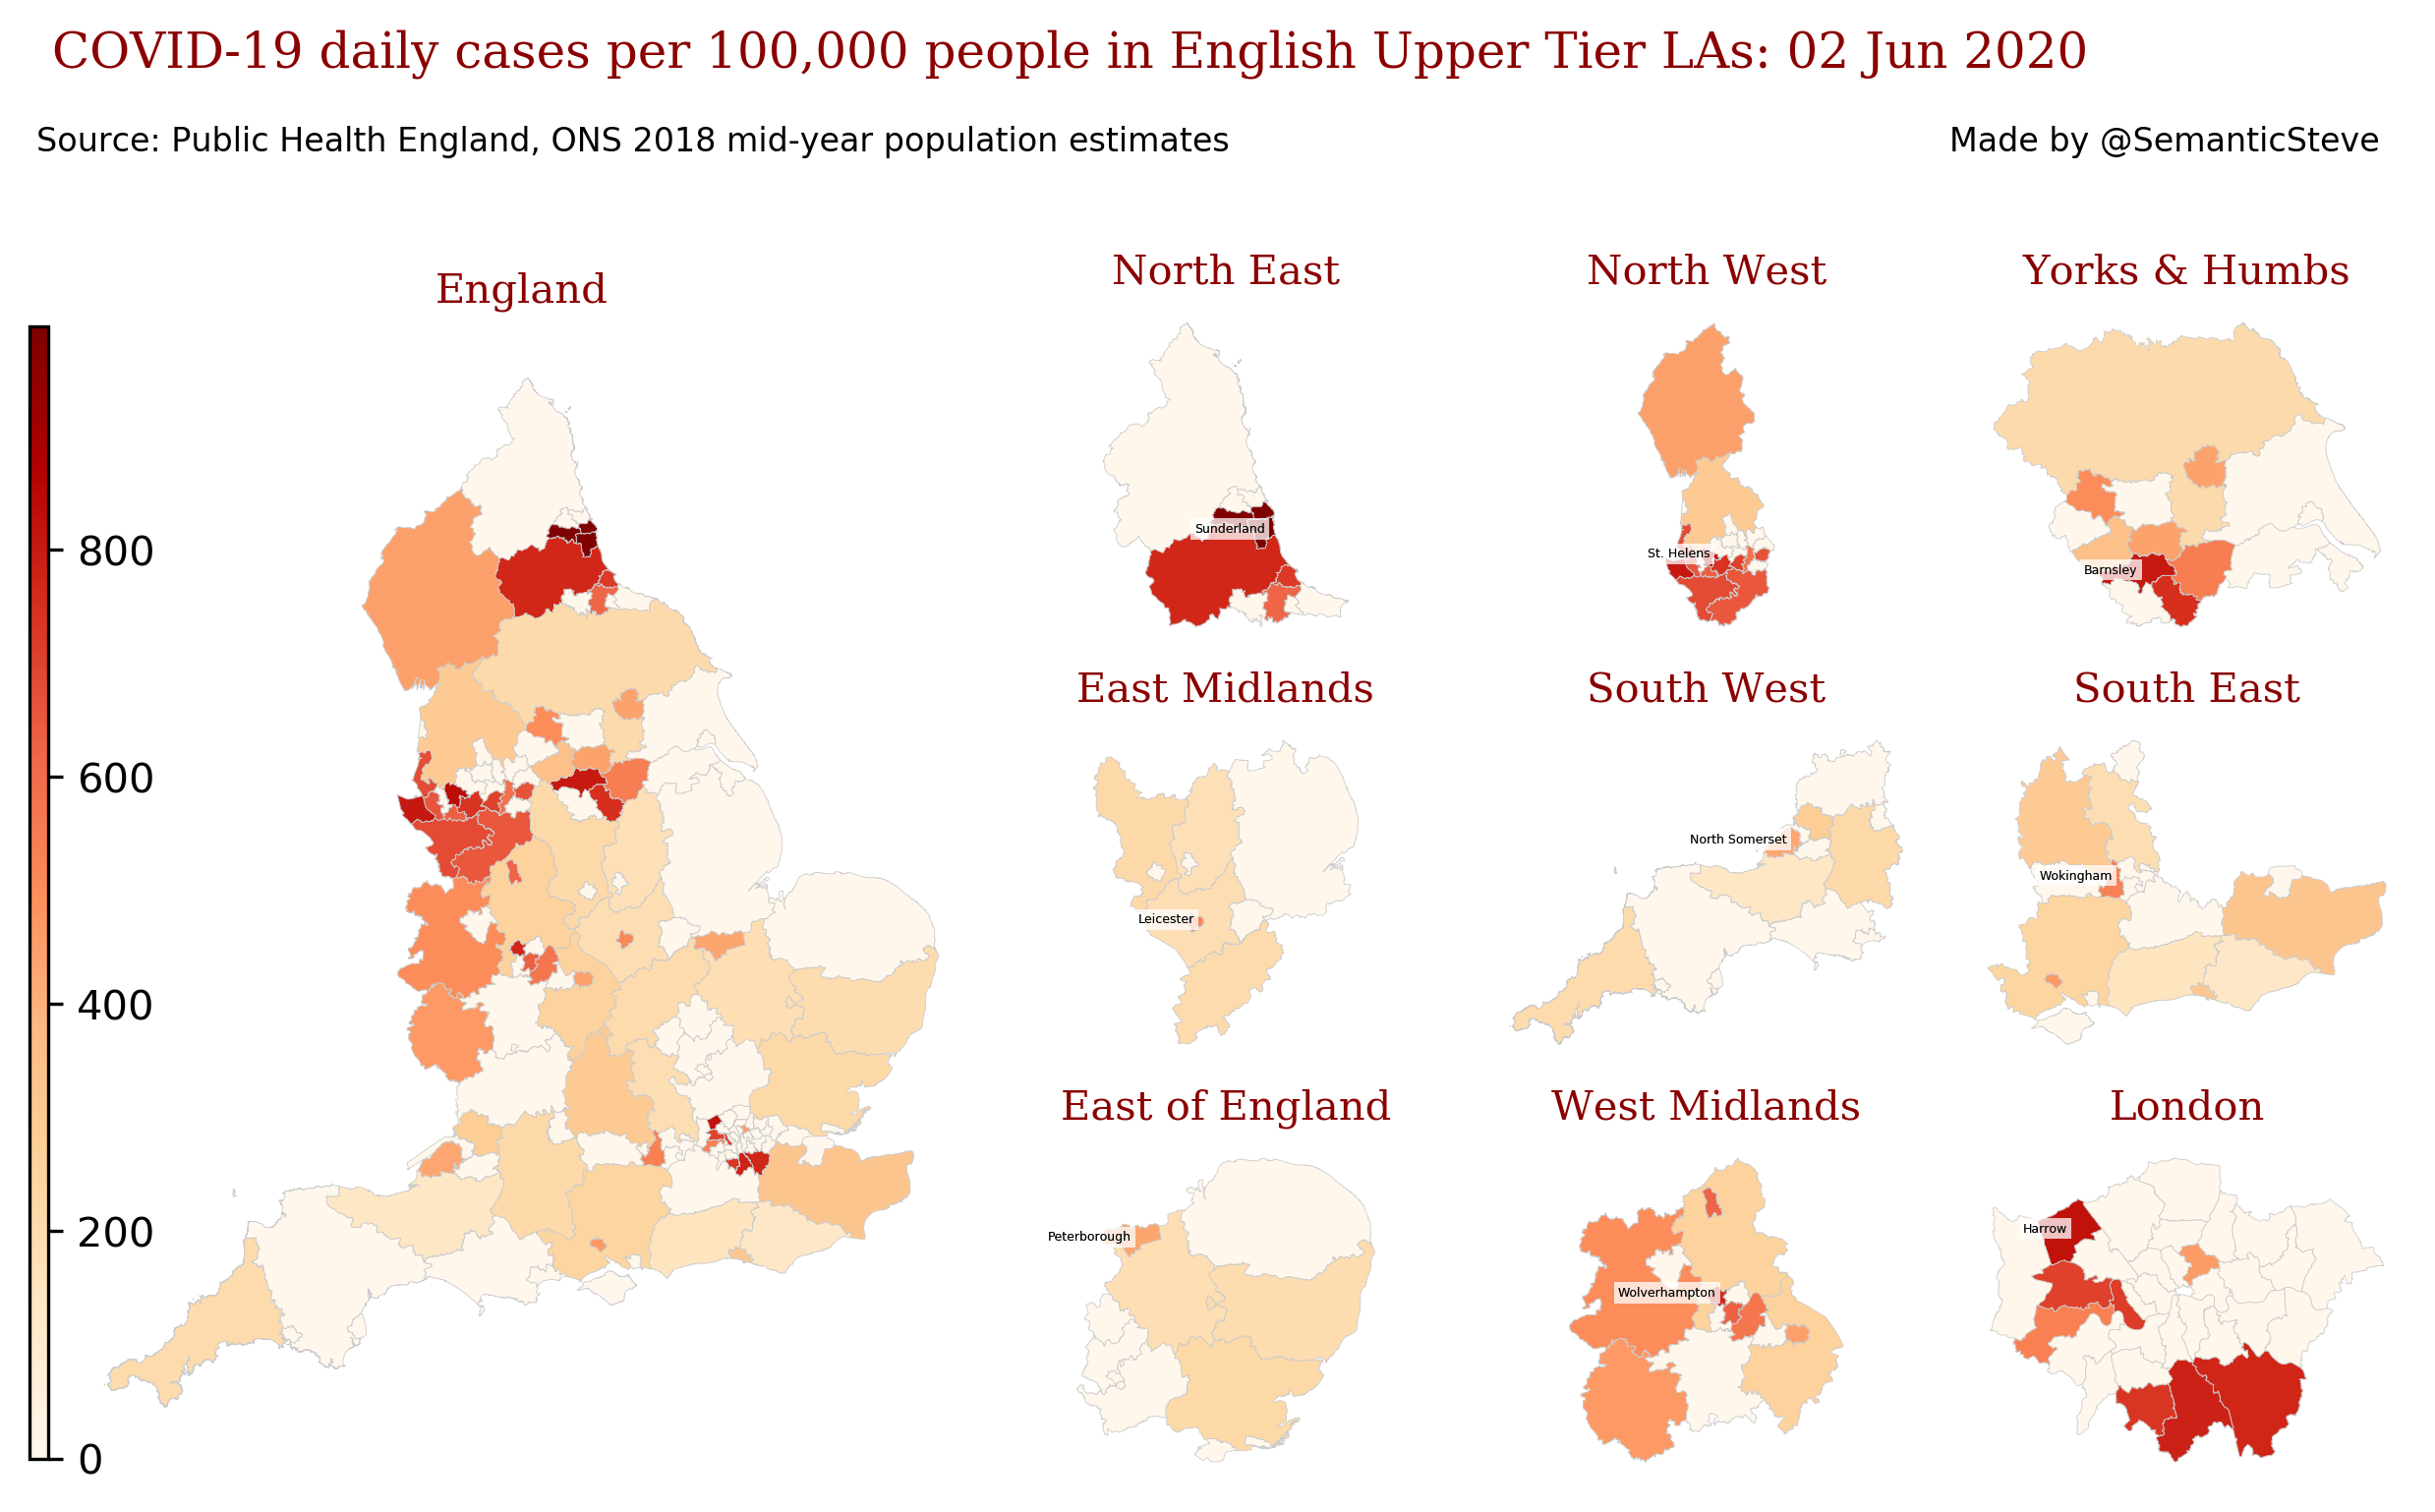 COVID-19 daily cases per 100,000 people in English Upper Tier LAs: 02 Jun 2020
Source: Public Health England, ONS 2018 mid-year population estimates
Made by @SemanticSteve
England
800
600
400
200
0
North East
Sunderland
North West
St. Helens
Yorks & Humbs
Barnsley
East Midlands
Leicester
South West
North Somerset
South East
Wokingham
East of England
Peterborough
West Midlands
Wolverhampton
London
Harrow